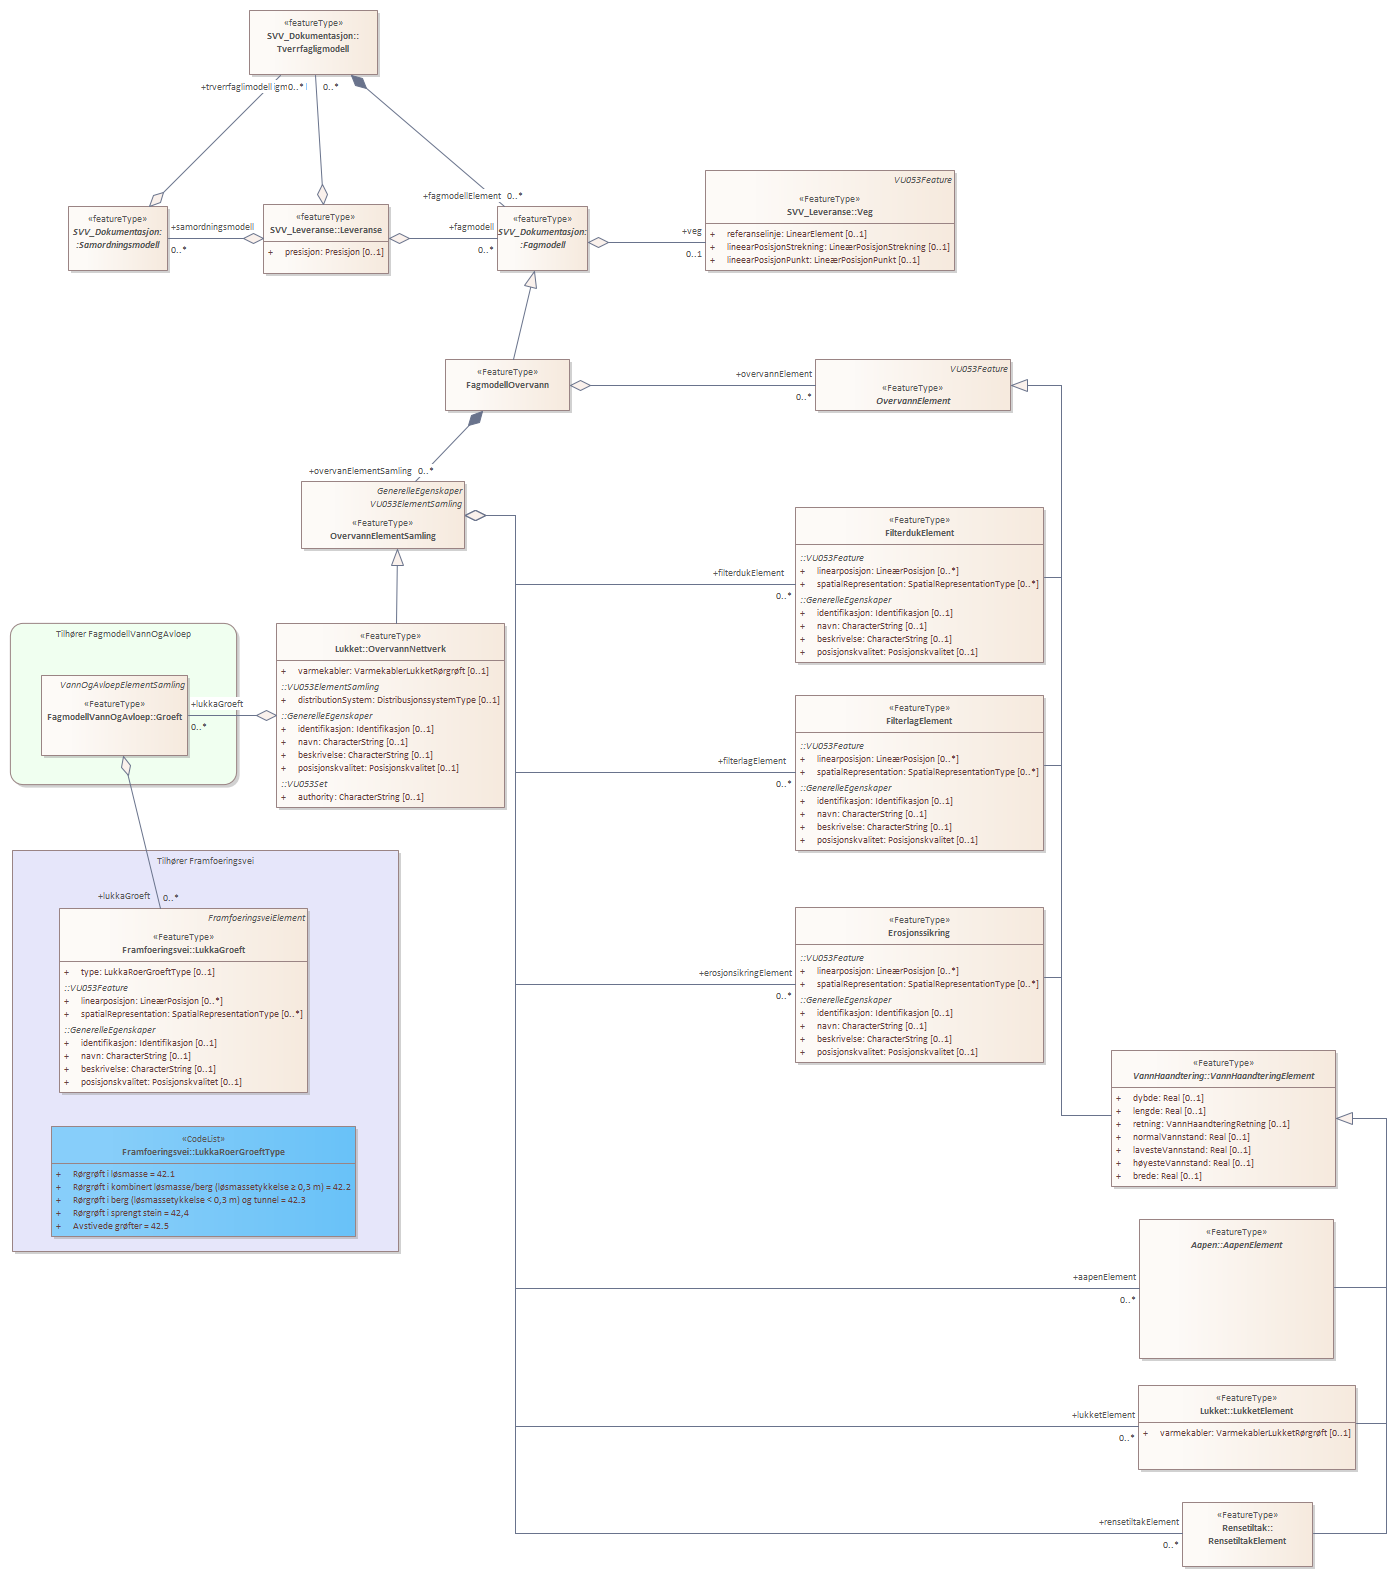 «featureType»
SVV_Dokumentasjon::
Tverrfagligmodell
+trverrfaglimodell
0..*
0..*
+fagmodellElement 0..*
«featureType»
SVV_Dokumentasjon:
:Samordningsmodell
+samordningsmodell
0..*
«featureType»
SVV_Leveranse::Leveranse
+ presisjon: Presisjon [0..1]
+fagmodell
0..*
«featureType»
SVV_Dokumentasjon:
:Fagmodell
+veg
0..1
VU053Feature
«FeatureType»
SVV_Leveranse::Veg
+ referanselinje: LinearElement [0..1]
+ lineearPosisjonStrekning: LineærPosisjonStrekning [0..1]
+ lineearPosisjonPunkt: LineærPosisjonPunkt [0..1]
«FeatureType»
FagmodellOvervann
+overvannElement
0..*
VU053Feature
«FeatureType»
OvervannElement
+overvanElementSamling 0..*
GenerelleEgenskaper
VU053ElementSamling
«FeatureType»
OvervannElementSamling
+filterdukElement
0..*
«FeatureType»
FilterdukElement
::VU053Feature
+ linearposisjon: LineærPosisjon [0..*]
+ spatialRepresentation: SpatialRepresentationType [0..*]
::GenerelleEgenskaper
+ identifikasjon: Identifikasjon [0..1]
+ navn: CharacterString [0..1]
+ beskrivelse: CharacterString [0..1]
+ posisjonskvalitet: Posisjonskvalitet [0..1]
Tilhører FagmodellVannOgAvloep
VannOgAvloepElementSamling
«FeatureType»
FagmodellVannOgAvloep::Groeft
+lukkaGroeft
0..*
«FeatureType»
Lukket::OvervannNettverk
+ varmekabler: VarmekablerLukketRørgrøft [0..1]
::VU053ElementSamling
+ distributionSystem: DistribusjonssystemType [0..1]
::GenerelleEgenskaper
+ identifikasjon: Identifikasjon [0..1]
+ navn: CharacterString [0..1]
+ beskrivelse: CharacterString [0..1]
+ posisjonskvalitet: Posisjonskvalitet [0..1]
::VU053Set
+ authority: CharacterString [0..1]
+filterlagElement
0..*
«FeatureType»
FilterlagElement
::VU053Feature
+ linearposisjon: LineærPosisjon [0..*]
+ spatialRepresentation: SpatialRepresentationType [0..*]
::GenerelleEgenskaper
+ identifikasjon: Identifikasjon [0..1]
+ navn: CharacterString [0..1]
+ beskrivelse: CharacterString [0..1]
+ posisjonskvalitet: Posisjonskvalitet [0..1]
Tilhører Framfoeringsvei
+lukkaGroeft 0..*
FramfoeringsveiElement
«FeatureType»
Framfoeringsvei::LukkaGroeft
+ type: LukkaRoerGroeftType [0..1]
::VU053Feature
+ linearposisjon: LineærPosisjon [0..*]
+ spatialRepresentation: SpatialRepresentationType [0..*]
::GenerelleEgenskaper
+ identifikasjon: Identifikasjon [0..1]
+ navn: CharacterString [0..1]
+ beskrivelse: CharacterString [0..1]
+ posisjonskvalitet: Posisjonskvalitet [0..1]
+erosjonsikringElement
0..*
«FeatureType»
Erosjonssikring
::VU053Feature
+ linearposisjon: LineærPosisjon [0..*]
+ spatialRepresentation: SpatialRepresentationType [0..*]
::GenerelleEgenskaper
+ identifikasjon: Identifikasjon [0..1]
+ navn: CharacterString [0..1]
+ beskrivelse: CharacterString [0..1]
+ posisjonskvalitet: Posisjonskvalitet [0..1]
«CodeList»
Framfoeringsvei::LukkaRoerGroeftType
+ Rørgrøft i løsmasse = 42.1
+ Rørgrøft i kombinert løsmasse/berg (løsmassetykkelse ≥ 0,3 m) = 42.2
+ Rørgrøft i berg (løsmassetykkelse < 0,3 m) og tunnel = 42.3
+ Rørgrøft i sprengt stein = 42,4
+ Avstivede grøfter = 42.5
«FeatureType»
VannHaandtering::VannHaandteringElement
+ dybde: Real [0..1]
+ lengde: Real [0..1]
+ retning: VannHaandteringRetning [0..1]
+ normalVannstand: Real [0..1]
+ lavesteVannstand: Real [0..1]
+ høyesteVannstand: Real [0..1]
+ brede: Real [0..1]
+aapenElement
0..*
«FeatureType»
Aapen::AapenElement
+lukketElement
0..*
«FeatureType»
Lukket::LukketElement
+ varmekabler: VarmekablerLukketRørgrøft [0..1]
+rensetiltakElement
0..*
«FeatureType»
Rensetiltak::
RensetiltakElement